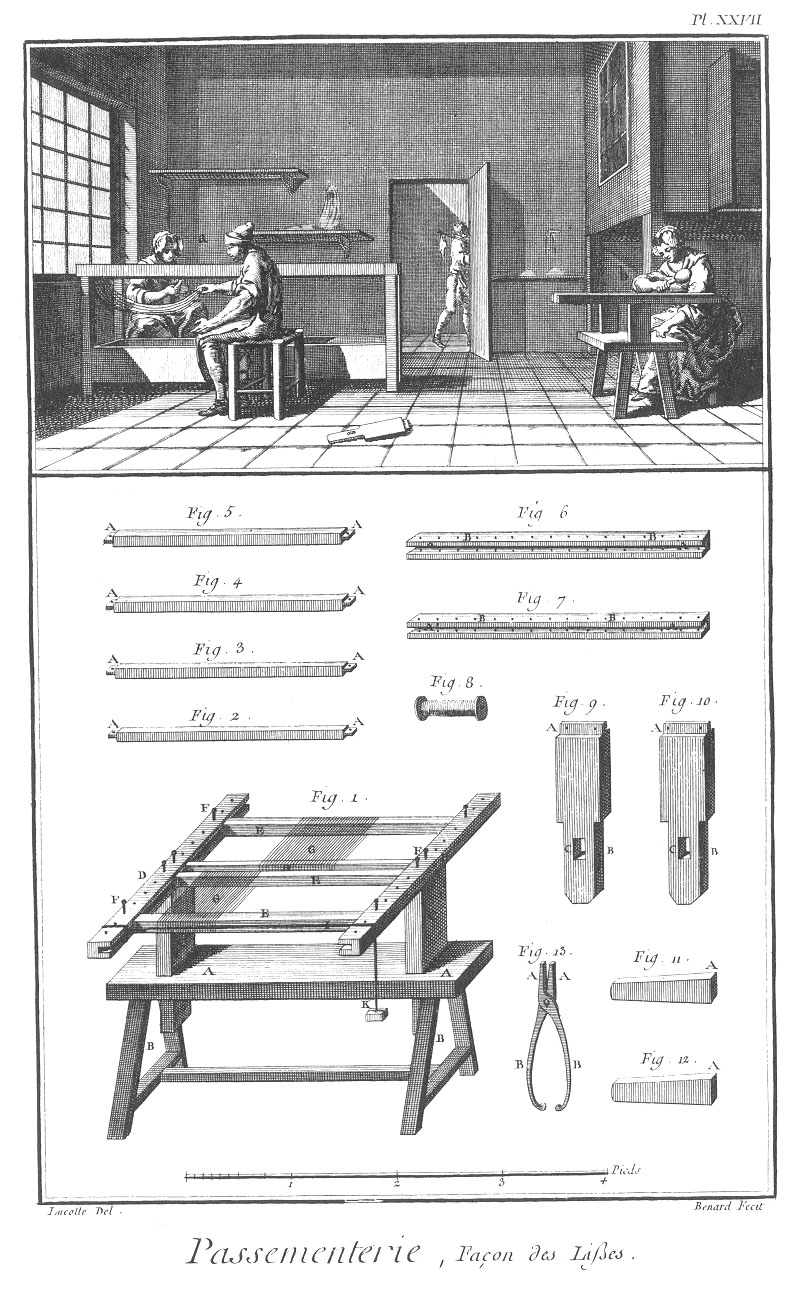 Pl. XXVII
a
b
Fig. 5.
A A
Fig 6
B B
Fig. 4
A A
Fig. 7.
B B
A
Fig. 3.
A A
Fig. 8.
Fig. 2.
A A
Fig. 9.
A
C B
Fig. 10.
A
C B
Fig. 1.
F
E
G
D
H
F
G
E
F
I
A A
K
B B
Fig. 13.
A A
B B
Fig. 11.
A
Fig. 12.
A
1 2 3 4 Pieds
Lucotte Del.
Benard Fecit
Passementerie, Façon des Lisses.